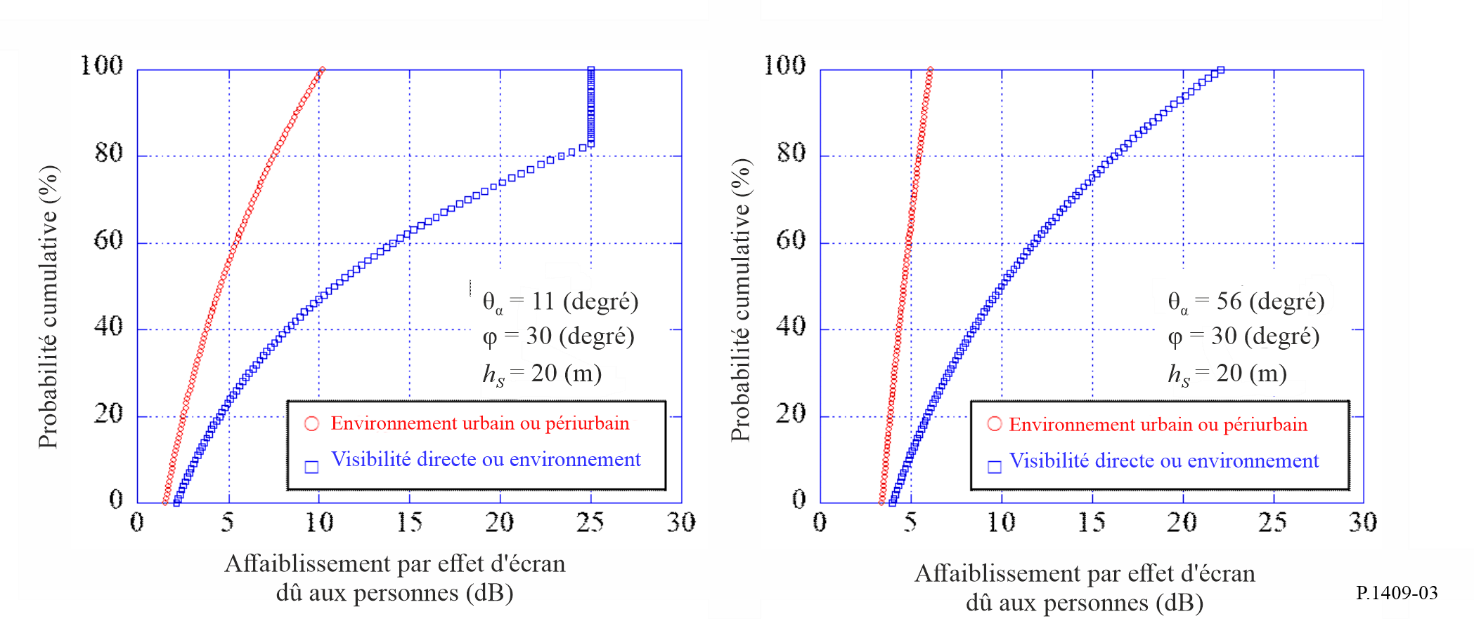 100
80
60
40
20
0
Probabilité cumulative (%)
θα = 11 (degré)
φ = 30 (degré)
hS = 20 (m)
Environnement urbain ou périurbain
Visibilité directe ou environnement
0 5 10 15 20 25 30
Affaiblissement par effet d'écran
dû aux personnes (dB)
100
80
60
40
20
0
Probabilité cumulative (%)
θα = 56 (degré)
φ = 30 (degré)
hS = 20 (m)
Environnement urbain ou périurbain
Visibilité directe ou environnement
0 5 10 15 20 25 30
Affaiblissement par effet d'écran
dû aux personnes (dB)
P.1409-03